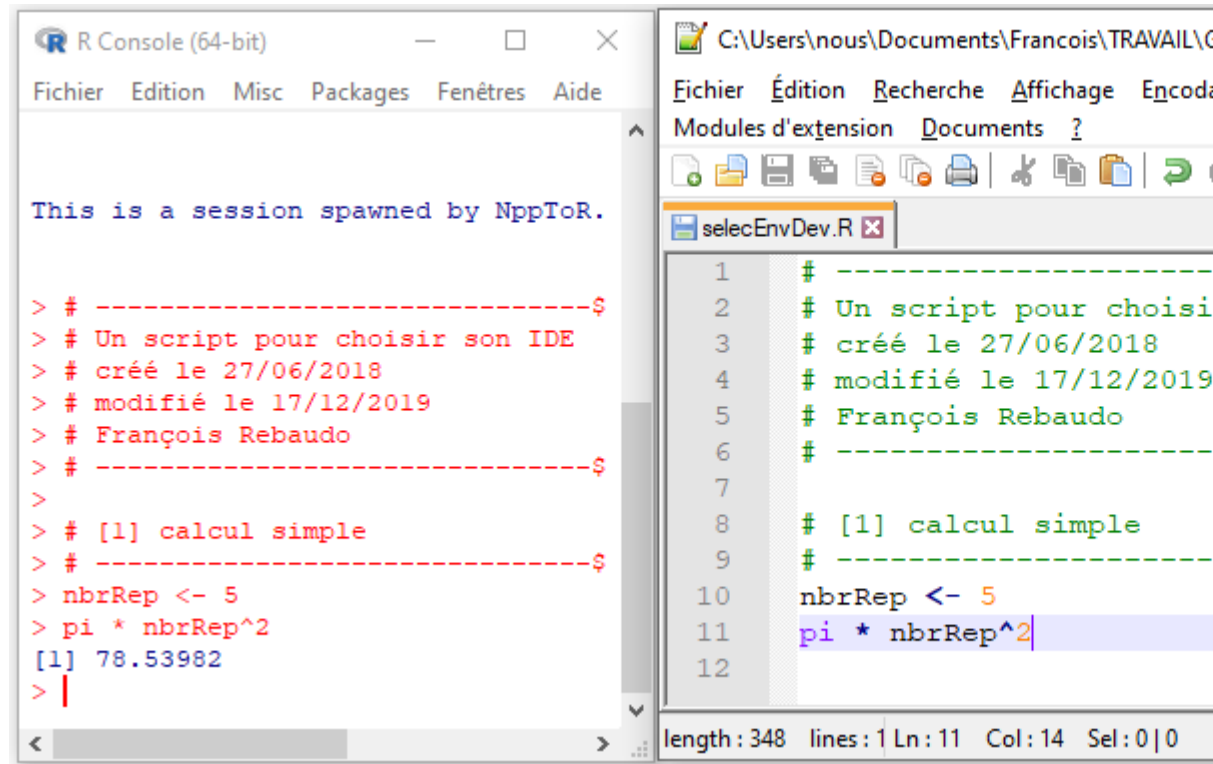 R Console (64-bit)
Fichier Edition Misc Packages Fenêtres Aide
This is a session spawned by NppToR.
> # -------------------------------$
> # Un script pour choisir son IDE
> # créé le 27/06/2018
> # modifié le 17/12/2019
> # François Rebaudo
> # -------------------------------$
>
> # [1] calcul simple
> # -------------------------------$
> nbrRep <- 5
> pi * nbrRep^2
[1] 78.53982
>
C:\Users\nous\Documents\Francois\TRAVAIL\G
Fichier Édition Recherche Affichage Encoda
Modules d'extension Documents ?
selecEnvDev.R
1 # ---------------------
2 # Un script pour choisi
3 # créé le 27/06/2018
4 # modifié le 17/12/2019
5 # François Rebaudo
6 # ---------------------
7
8 # [1] calcul simple
9 # ---------------------
10 nbrRep <- 5
11 pi * nbrRep^2
12
length : 348 lines : 1 Ln : 11 Col : 14 Sel : 0 | 0